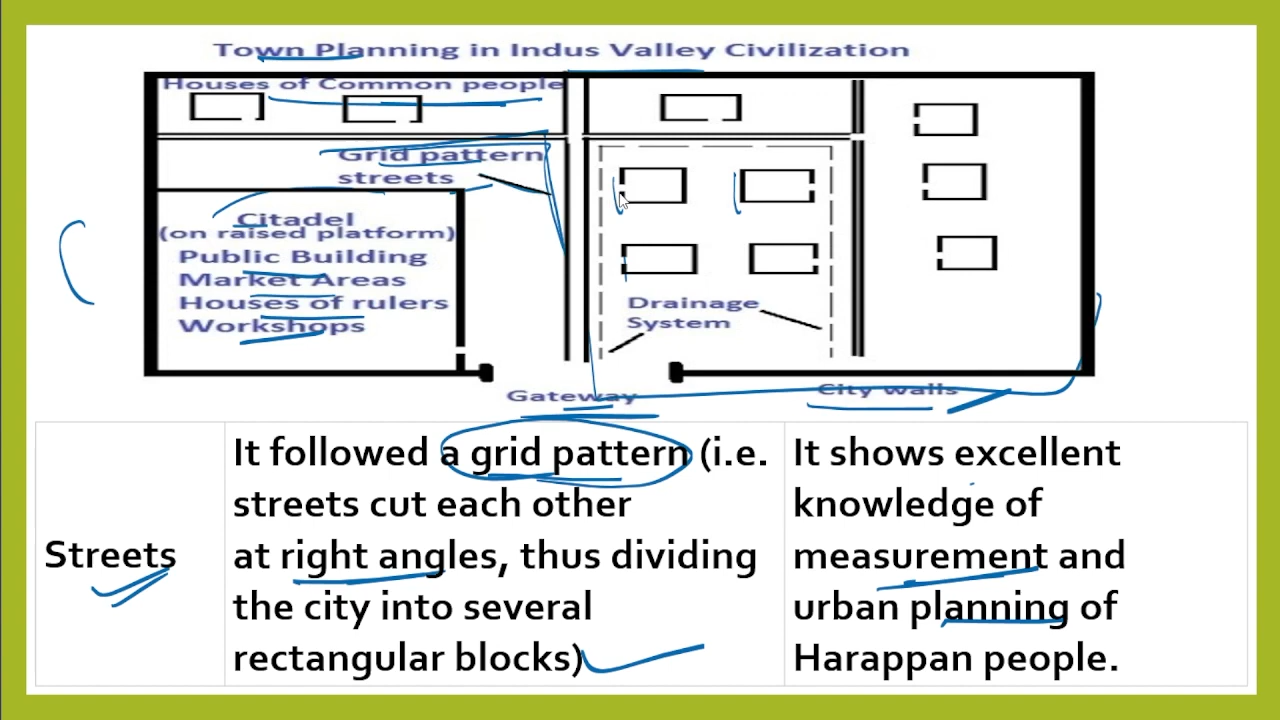 Town Planning in Indus Valley Civilization
Houses of Common people
Grid pattern
streets
Citadel
(on raised platform)
Public Building
Market Areas
Houses of rulers
Workshops
Drainage
System
Gateway
City walls
Streets
It followed a grid pattern (i.e.
streets cut each other
at right angles, thus dividing
the city into several
rectangular blocks)
It shows excellent
knowledge of
measurement and
urban planning of
Harappan people.